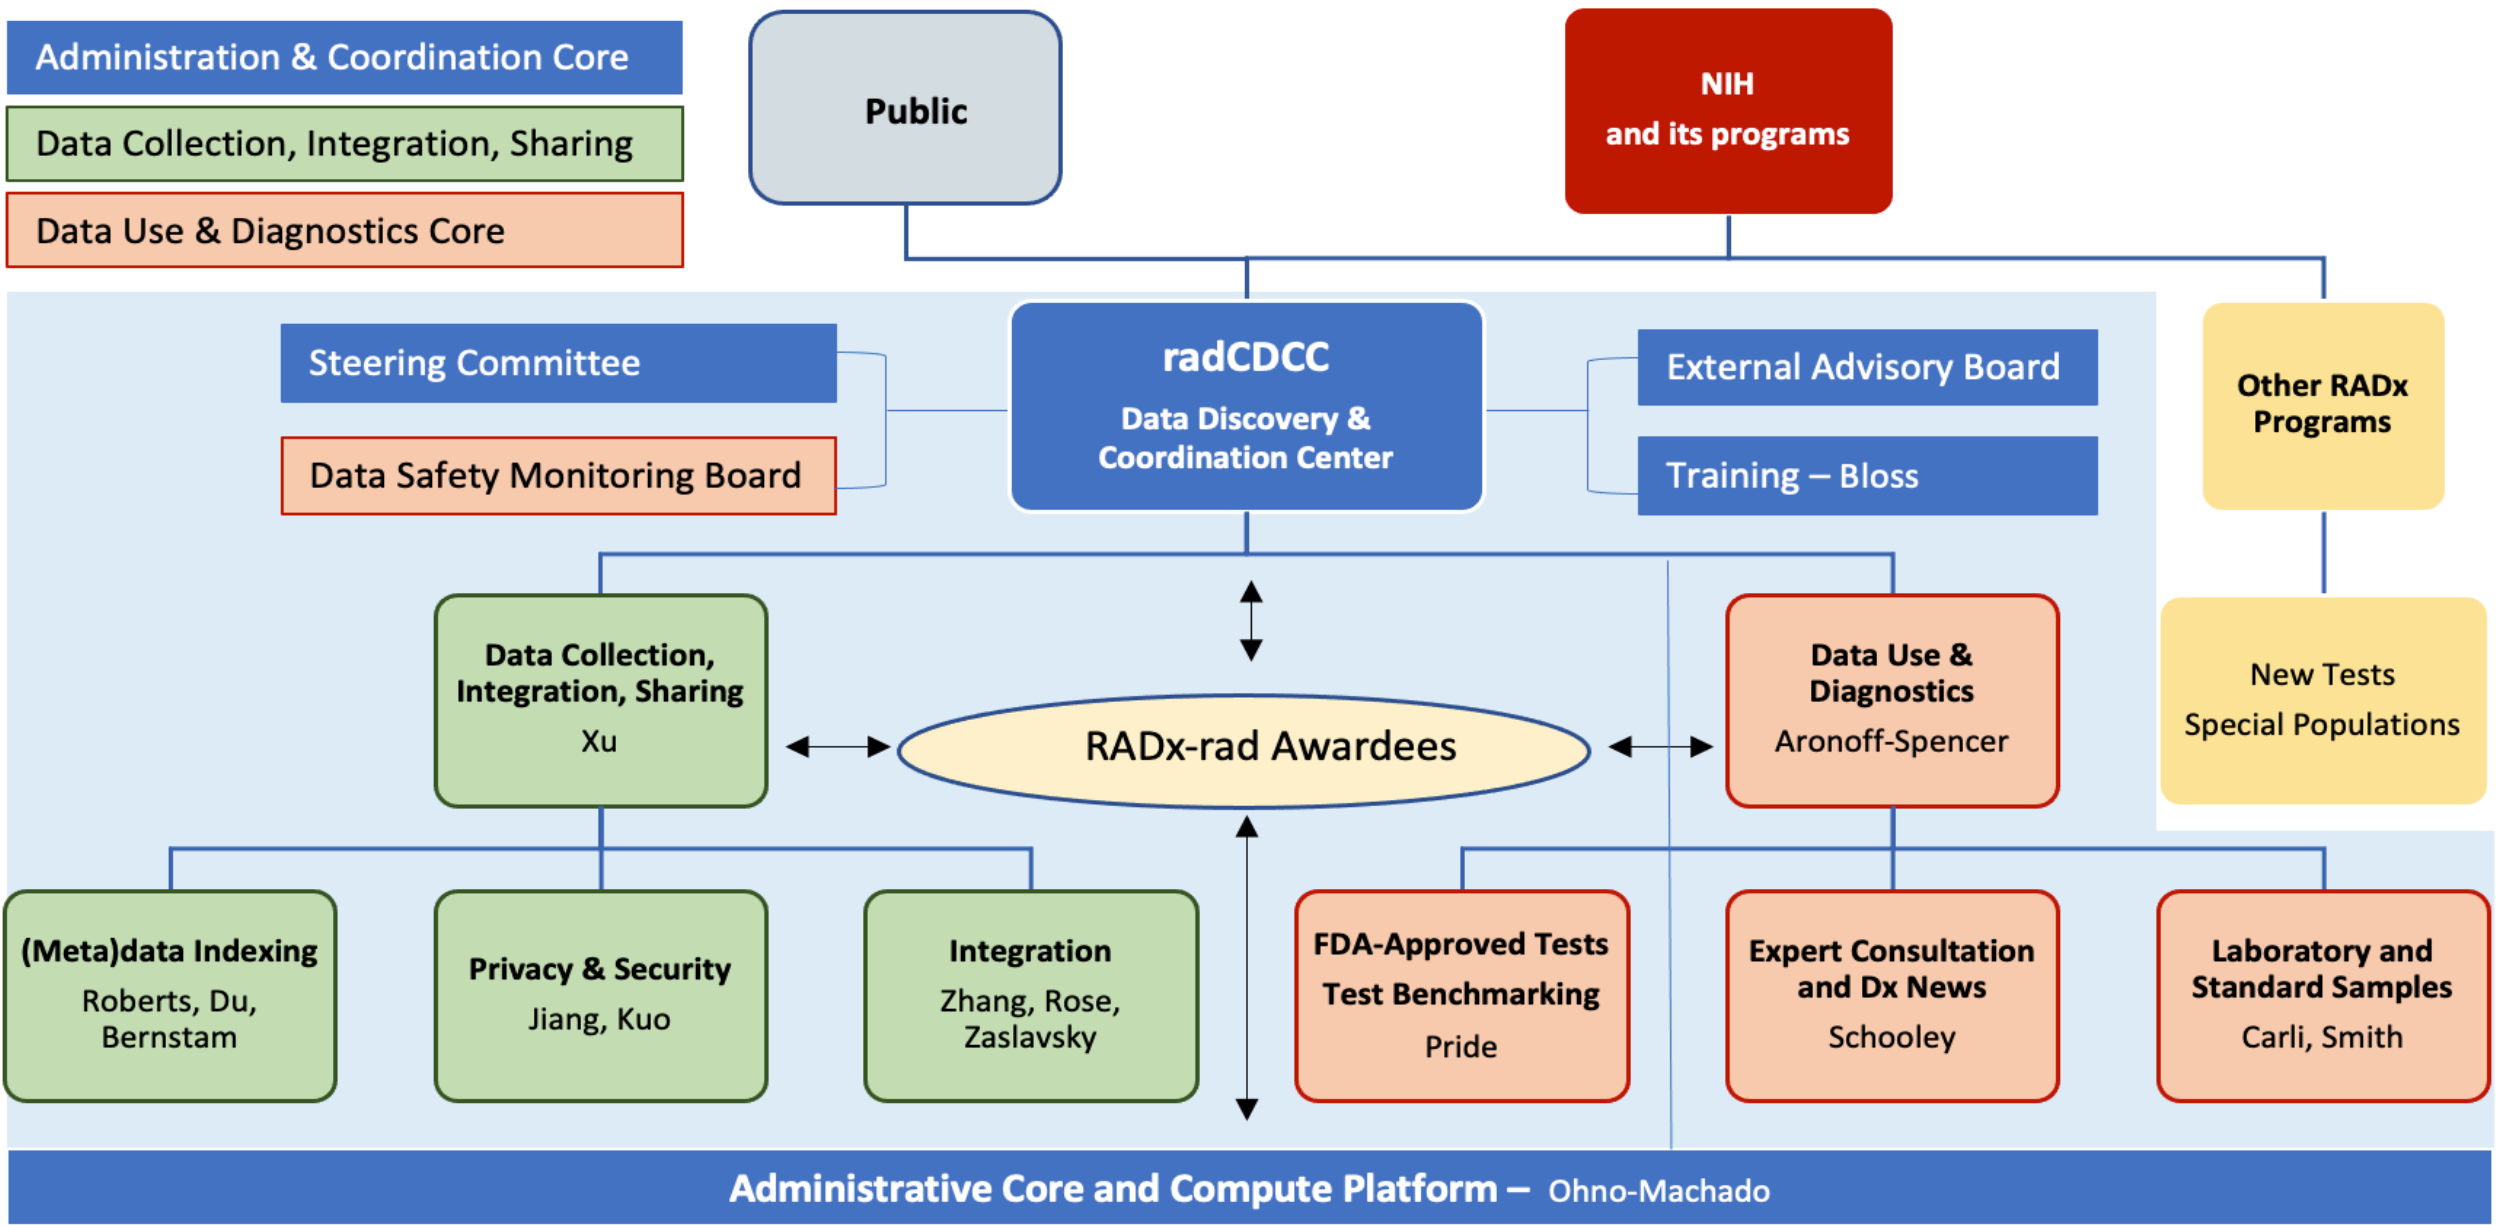 Administration & Coordination Core
Data Collection, Integration, Sharing
Data Use & Diagnostics Core
Public
NIH
and its programs
Steering Committee
Data Safety Monitoring Board
radCDCC
Data Discovery &
Coordination Center
External Advisory Board
Training – Bloss
Other RADx
Programs
Data Collection,
Integration, Sharing
Xu
RADx-rad Awardees
Data Use &
Diagnostics
Aronoff-Spencer
New Tests
Special Populations
(Meta)data Indexing
Roberts, Du,
Bernstam
Privacy & Security
Jiang, Kuo
Integration
Zhang, Rose,
Zaslavsky
FDA-Approved Tests
Test Benchmarking
Pride
Expert Consultation
and Dx News
Schooley
Laboratory and
Standard Samples
Carli, Smith
Administrative Core and Compute Platform – Ohno-Machado